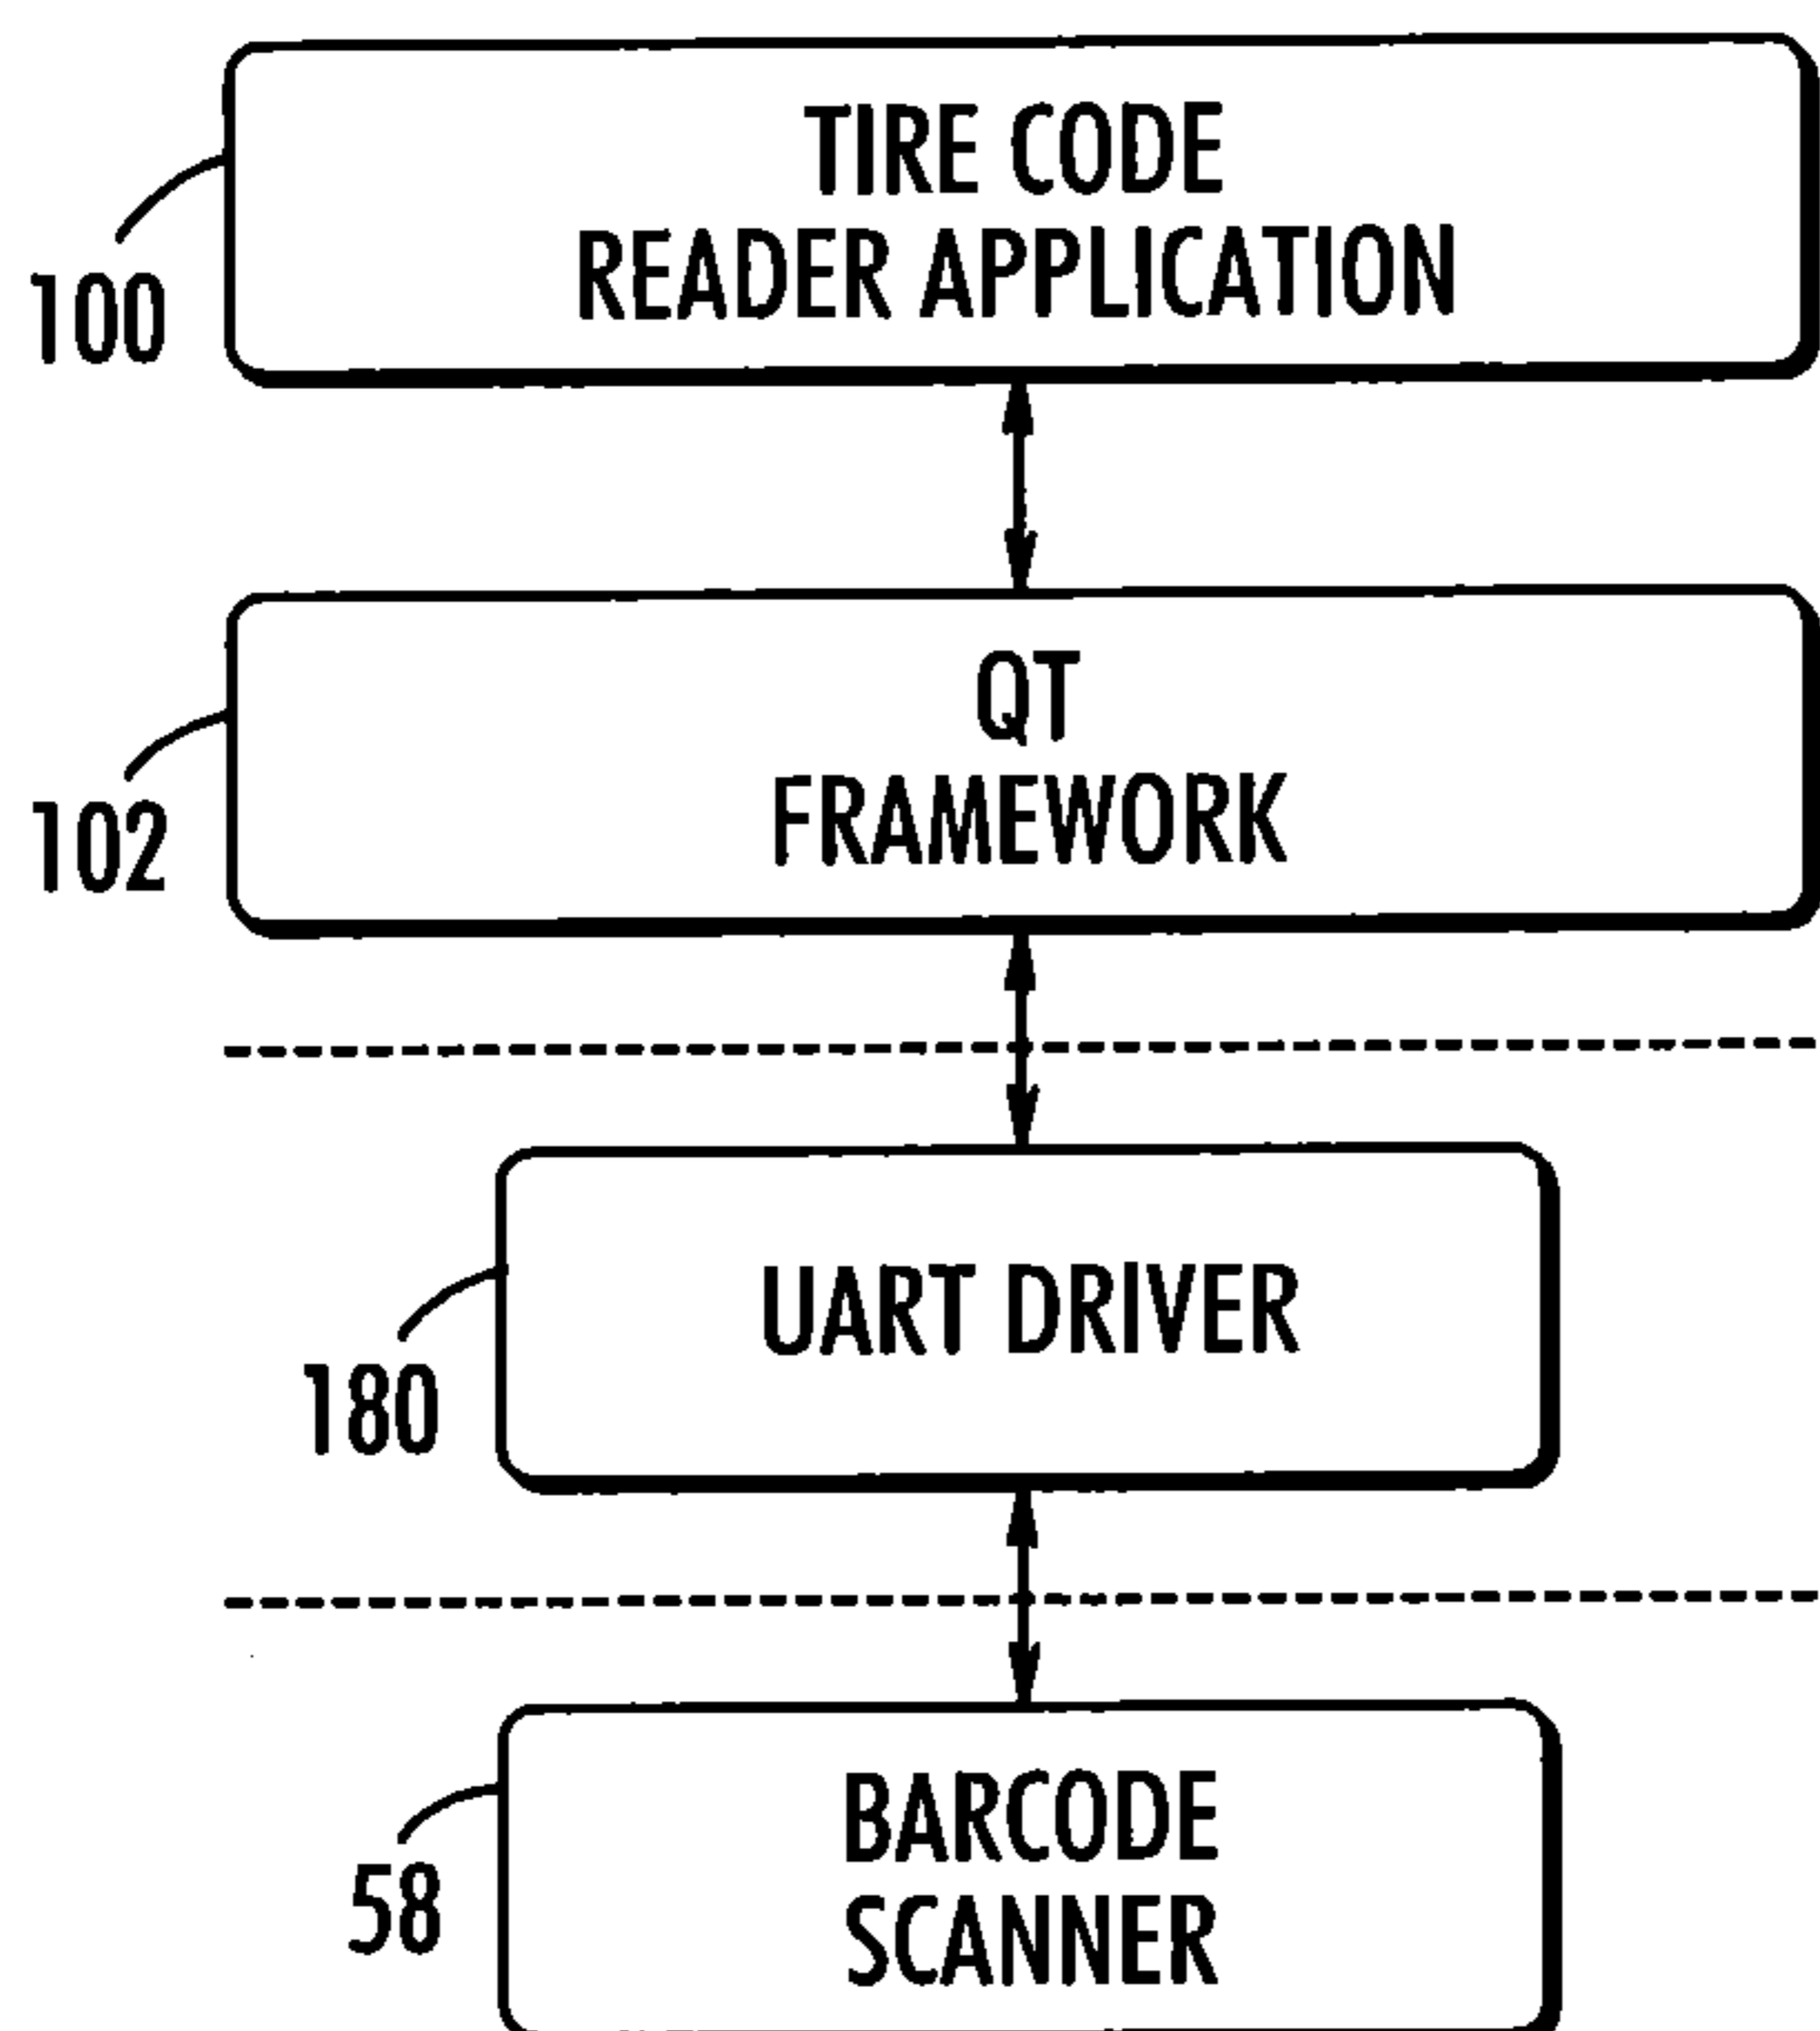 TIRE CODE
READER APPLICATION
100
QT
FRAMEWORK
102
UART DRIVER
180
BARCODE
SCANNER
58